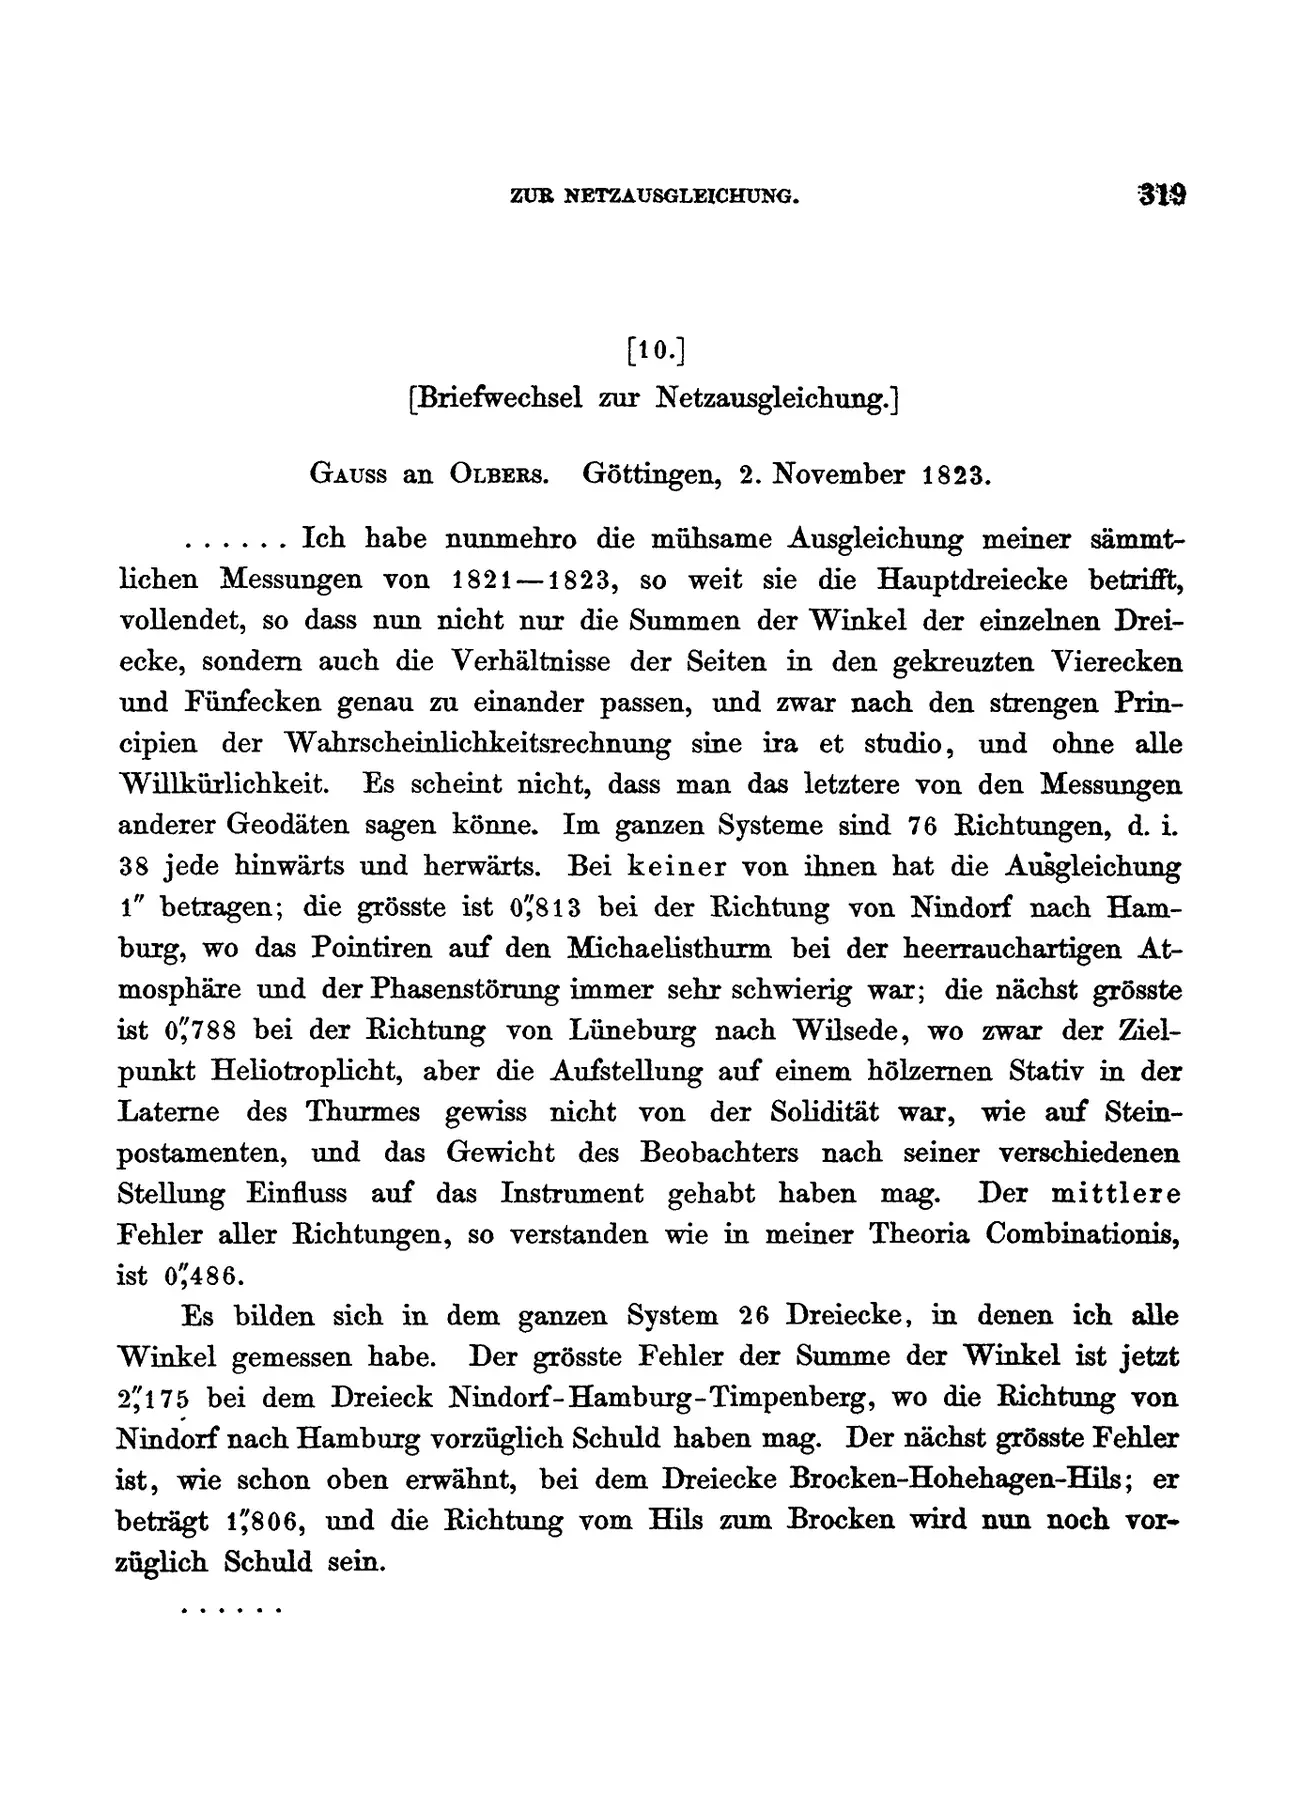 ZUR NETZAUSGLEICHUNG. 319
[10.]
[Briefwechsel zur Netzausgleichung.]
GAUSS an OLBERS. Göttingen, 2. November 1823.
. . . . . . Ich habe nunmehro die mühsame Ausgleichung meiner sämmt-
lichen Messungen von 1821—1823, so weit sie die Hauptdreiecke betrifft,
vollendet, so dass nun nicht nur die Summen der Winkel der einzelnen Drei-
ecke, sondern auch die Verhältnisse der Seiten in den gekreuzten Vierecken
und Fünfecken genau zu einander passen, und zwar nach den strengen Prin-
cipien der Wahrscheinlichkeitsrechnung sine ira et studio, und ohne alle
Willkürlichkeit. Es scheint nicht, dass man das letztere von den Messungen
anderer Geodäten sagen könne. Im ganzen Systeme sind 76 Richtungen, d. i.
38 jede hinwärts und herwärts. Bei keiner von ihnen hat die Ausgleichung
1″ betragen; die grösste ist 0″,813 bei der Richtung von Nindorf nach Ham-
burg, wo das Pointiren auf den Michaelisthurm bei der heerrauchartigen At-
mosphäre und der Phasenstörung immer sehr schwierig war; die nächst grösste
ist 0″,788 bei der Richtung von Lüneburg nach Wilsede, wo zwar der Ziel-
punkt Heliotroplicht, aber die Aufstellung auf einem hölzernen Stativ in der
Laterne des Thurmes gewiss nicht von der Solidität war, wie auf Stein-
postamenten, und das Gewicht des Beobachters nach seiner verschiedenen
Stellung Einfluss auf das Instrument gehabt haben mag. Der mittlere
Fehler aller Richtungen, so verstanden wie in meiner Theoria Combinationis,
ist 0″,486.
Es bilden sich in dem ganzen System 26 Dreiecke, in denen ich alle
Winkel gemessen habe. Der grösste Fehler der Summe der Winkel ist jetzt
2″,175 bei dem Dreieck Nindorf-Hamburg-Timpenberg, wo die Richtung von
Nindorf nach Hamburg vorzüglich Schuld haben mag. Der nächst grösste Fehler
ist, wie schon oben erwähnt, bei dem Dreiecke Brocken-Hohehagen-Hils; er
beträgt 1″,806, und die Richtung vom Hils zum Brocken wird nun noch vor-
züglich Schuld sein.
. . . . . .